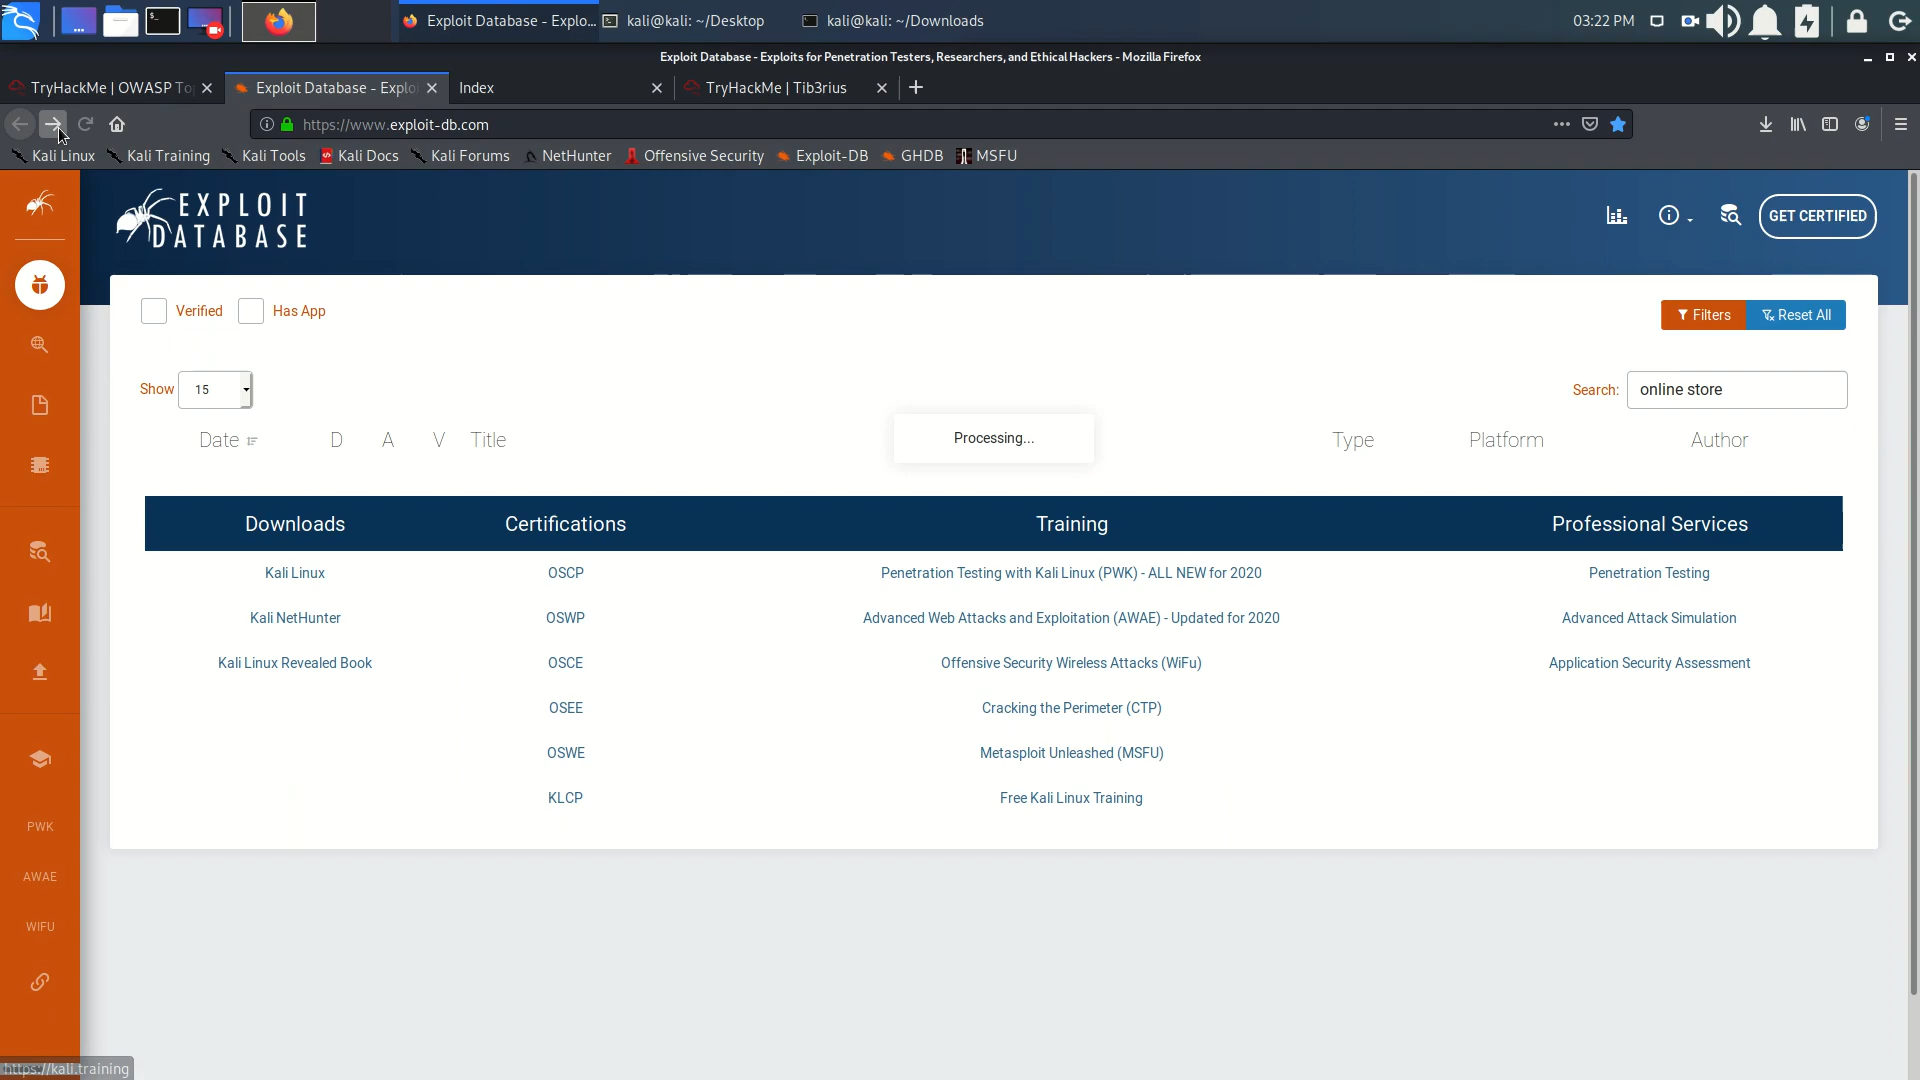 Exploit Database - Explo...
kali@kali: ~/Desktop
kali@kali: ~/Downloads
03:22 PM
Exploit Database - Exploits for Penetration Testers, Researchers, and Ethical Hackers - Mozilla Firefox
TryHackMe | OWASP To
Exploit Database - Explo
Index
TryHackMe | Tib3rius
https://www.exploit-db.com
Kali Linux
Kali Training
Kali Tools
Kali Docs
Kali Forums
NetHunter
Offensive Security
Exploit-DB
GHDB
MSFU
EXPLOIT
DATABASE
GET CERTIFIED
Verified
Has App
Filters
Reset All
Show 15
Search: online store
Date D A V Title
Processing...
Type Platform Author
Downloads Certifications Training Professional Services
Kali Linux OSCP Penetration Testing with Kali Linux (PWK) - ALL NEW for 2020 Penetration Testing
Kali NetHunter OSWP Advanced Web Attacks and Exploitation (AWAE) - Updated for 2020 Advanced Attack Simulation
Kali Linux Revealed Book OSCE Offensive Security Wireless Attacks (WiFu) Application Security Assessment
OSEE Cracking the Perimeter (CTP)
OSWE Metasploit Unleashed (MSFU)
KLCP Free Kali Linux Training
PWK
AWAE
WIFU
https://kali.training